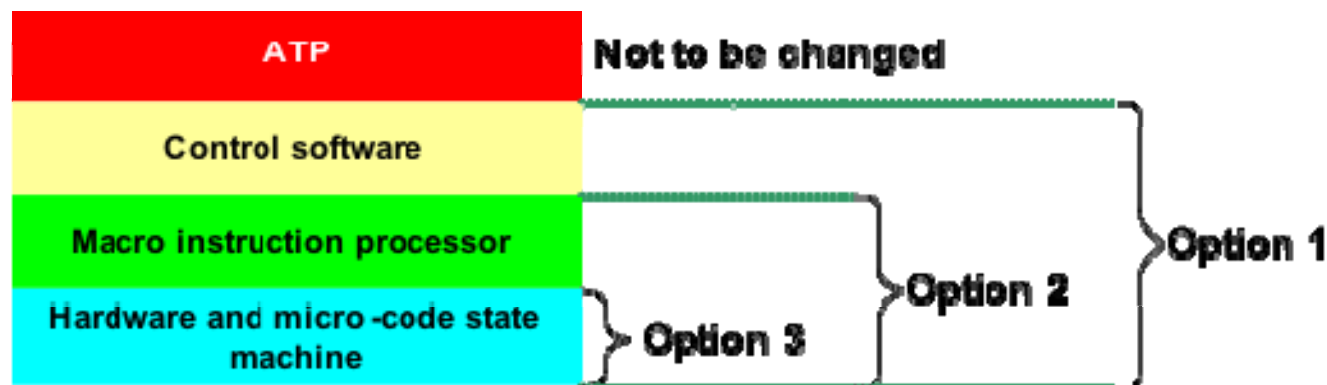 ATP
Not to be changed
Control software
Macro instruction processor
Option 1
Option 2
Hardware and micro-code state
machine
Option 3